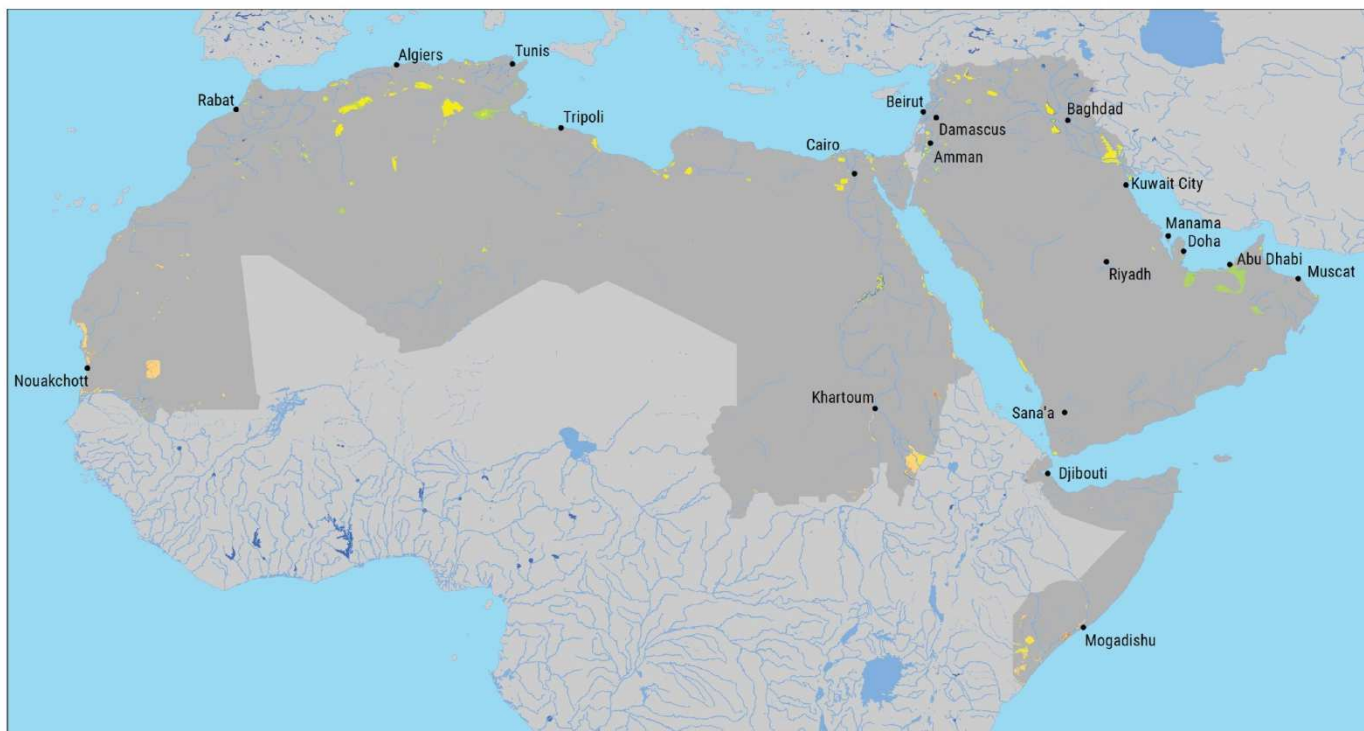 Algiers
Tunis
Rabat
Tripoli
Beirut
Baghdad
Damascus
Cairo
Amman
Kuwait City
Manama
Doha
Abu Dhabi
Riyadh
Muscat
Nouakchott
Khartoum
Sana'a
Djibouti
Mogadishu